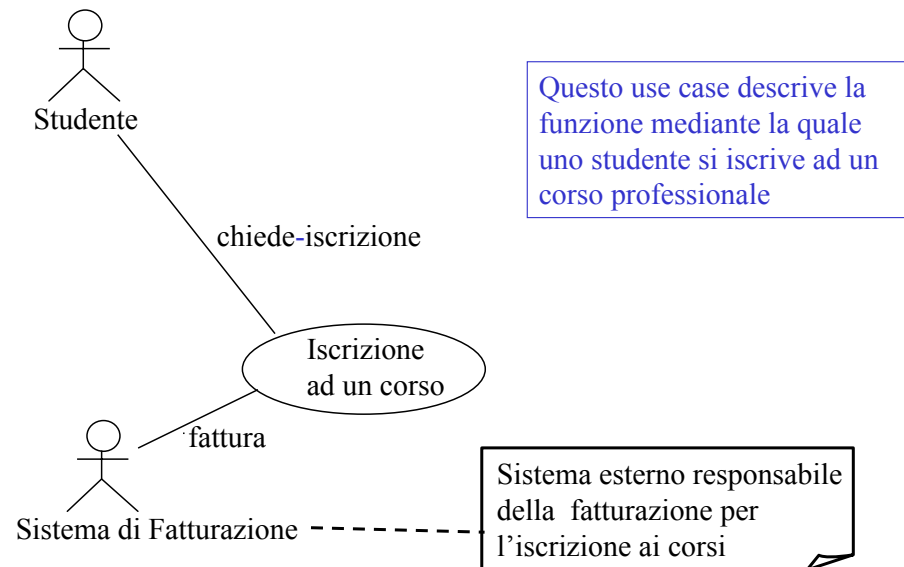 Studente
Questo use case descrive la
funzione mediante la quale
uno studente si iscrive ad un
corso professionale
chiede-iscrizione
Iscrizione
ad un corso
fattura
Sistema di Fatturazione
Sistema esterno responsabile
della fatturazione per
l’iscrizione ai corsi